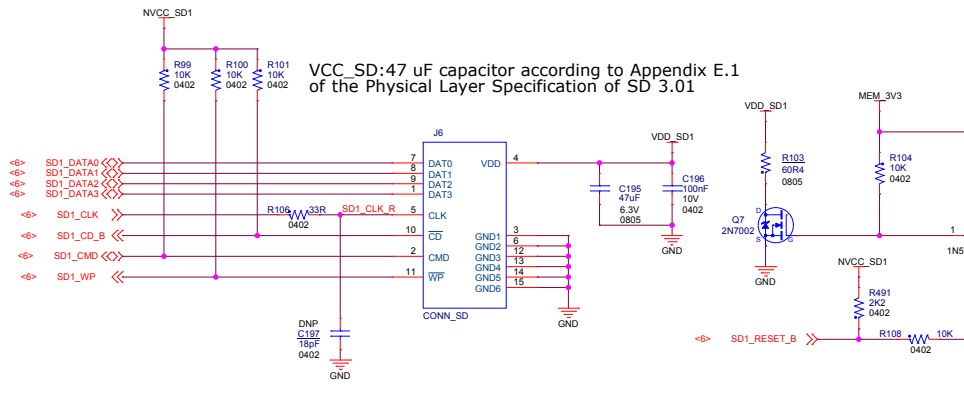 NVCC_SD1
R99
10K
0402
R100
10K
0402
R101
10K
0402
VCC_SD:47 uF capacitor according to Appendix E.1
of the Physical Layer Specification of SD 3.01
J6
<6> SD1_DATA0 7 DAT0 VDD 4
<6> SD1_DATA1 8 DAT1
<6> SD1_DATA2 9 DAT2
<6> SD1_DATA3 1 DAT3
<6> SD1_CLK R106 33R SD1_CLK_R 5 CLK
0402
<6> SD1_CD_B 10 CD GND1 3
GND2 6
<6> SD1_CMD 2 CMD GND3 12
GND4 13
<6> SD1_WP 11 WP GND5 14
GND6 15
CONN_SD
GND
DNP
C197
18pF
0402
GND
VDD_SD1
C195
47uF
6.3V
0805
C196
100nF
10V
0402
GND
VDD_SD1
R103
60R4
0805
D
Q7
2N7002
S G
GND
MEM_3V3
R104
10K
0402
1
1N5
NVCC_SD1
R491
2K2
0402
<6> SD1_RESET_B R108 10K
0402